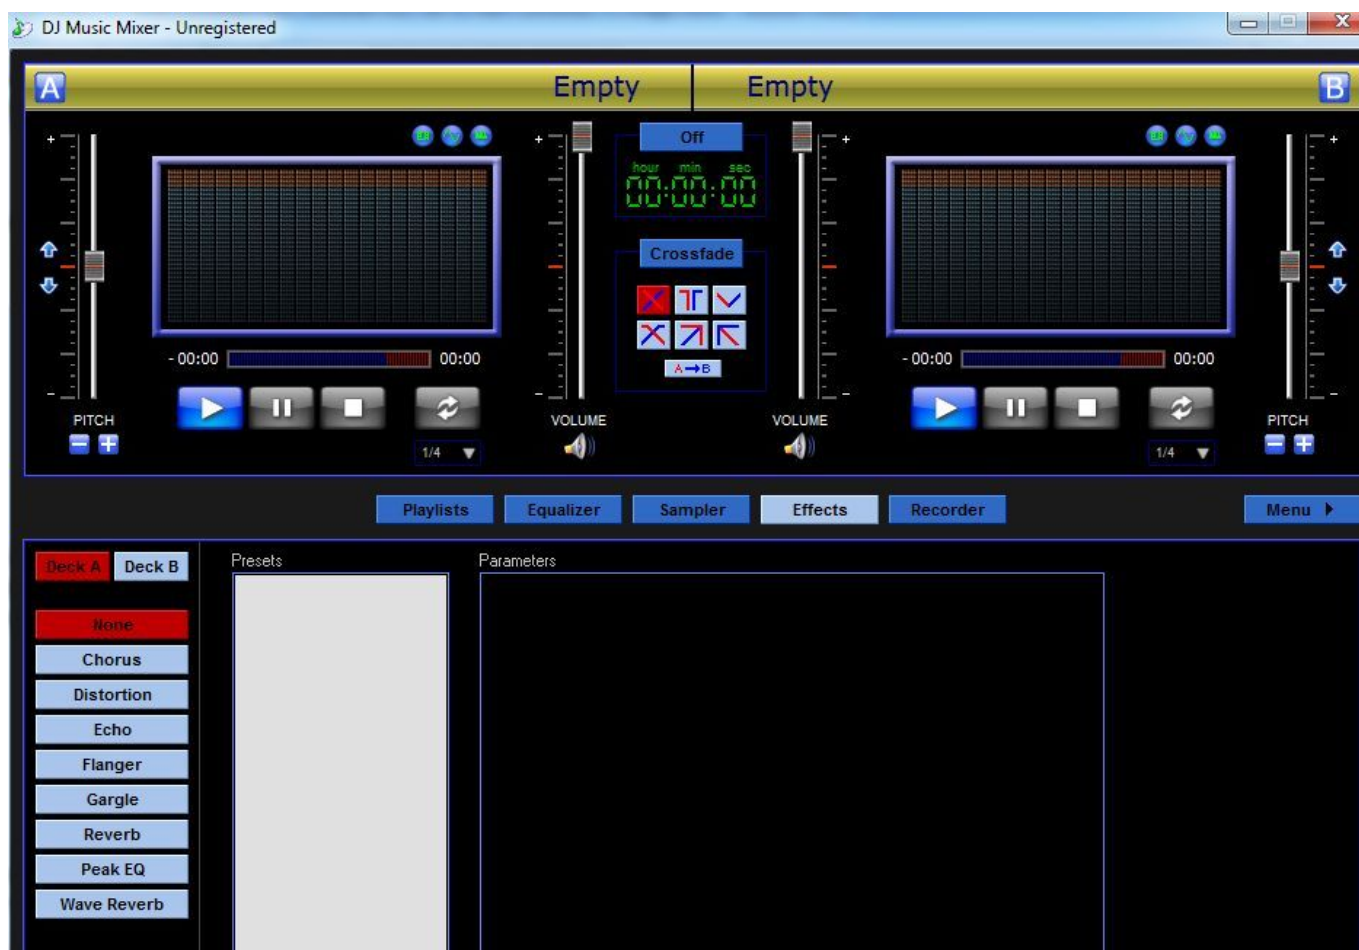 DJ Music Mixer - Unregistered
A Empty Empty B
Off
hour min sec
00:00:00
Crossfade
A→B
+ + + +
- - - -
- 00:00 00:00
- 00:00 00:00
PITCH VOLUME VOLUME PITCH
1/4 1/4
Playlists Equalizer Sampler Effects Recorder Menu
Deck A Deck B Presets Parameters
None
Chorus
Distortion
Echo
Flanger
Gargle
Reverb
Peak EQ
Wave Reverb